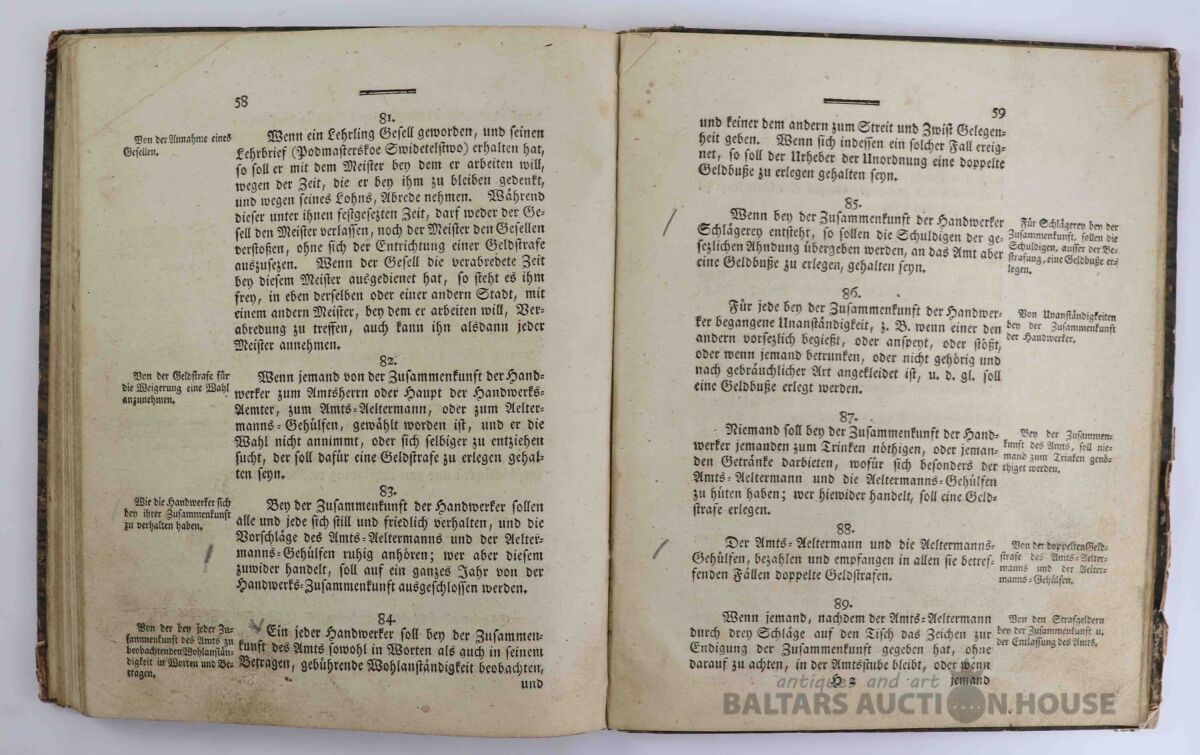 58
81.
Von der Annahme eines
Gesellen.
Wenn ein Lehrling Gesell geworden, und seinen
Lehrbrief (Podmasterskoe Swidetelstwo) erhalten hat,
so soll er mit dem Meister bey dem er arbeiten will,
wegen der Zeit, die er bey ihm zu bleiben gedenkt,
und wegen seines Lohns, Abrede nehmen. Während
dieser unter ihnen festgesezten Zeit, darf weder der Ge-
sell den Meister verlassen, noch der Meister den Gesellen
verstoßen, ohne sich der Entrichtung einer Geldstrafe
auszusezen. Wenn der Gesell die verabredete Zeit
bey diesem Meister ausgedienet hat, so steht es ihm
frey, in eben derselben oder einer andern Stadt, mit
einem andern Meister, bey dem er arbeiten will, Ver-
abredung zu treffen, auch kann ihn alsdann jeder
Meister annehmen.
82.
Von der Geldstrafe für
die Weigerung eine Wahl
anzunehmen.
Wenn jemand von der Zusammenkunft der Hand-
werker zum Amtsherrn oder Haupt der Handwerks-
Aemter, zum Amts-Aeltermann, oder zum Aelter-
manns-Gehülfen, gewählt worden ist, und er die
Wahl nicht annimmt, oder sich selbiger zu entziehen
sucht, der soll dafür eine Geldstrafe zu erlegen gehal-
ten seyn.
83.
Wie die Handwerker sich
bey ihrer Zusammenkunft
zu verhalten haben.
Bey der Zusammenkunft der Handwerker sollen
alle und jede sich still und friedlich verhalten, und die
Vorschläge des Amts-Aeltermanns und der Aelter-
manns-Gehülfen ruhig anhören; wer aber diesem
zuwider handelt, soll auf ein ganzes Jahr von der
Handwerks-Zusammenkunft ausgeschlossen werden.
84.
Von der bey jeder Zu-
sammenkunft des Amts zu
beobachtenden Wohlanstän-
digkeit in Worten und Be-
tragen.
Ein jeder Handwerker soll bey der Zusammen-
kunft des Amts sowohl in Worten als auch in seinem
Betragen, gebührende Wohlanständigkeit beobachten,
und
59
und keiner dem andern zum Streit und Zwist Gelegen-
heit geben. Wenn sich indessen ein solcher Fall ereig-
net, so soll der Urheber der Unordnung eine doppelte
Geldbuße zu erlegen gehalten seyn.
85.
Wenn bey der Zusammenkunft der Handwerker
Schlägerey entsteht, so sollen die Schuldigen der ge-
sezlichen Ahndung übergeben werden, an das Amt aber
eine Geldbuße zu erlegen, gehalten seyn.
Für Schlägerey bey der
Zusammenkunft, sollen die
Schuldigen, ausser der Be-
strafung, eine Geldbuße er-
legen.
86.
Für jede bey der Zusammenkunft der Handwer-
ker begangene Unanständigkeit, z. B. wenn einer den
andern vorsezlich begießt, oder anspeyt, oder stößt,
oder wenn jemand betrunken, oder nicht gehörig und
nach gebräuchlicher Art angekleidet ist, u. d. gl. soll
eine Geldbuße erlegt werden.
Von Unanständigkeiten
bey der Zusammenkunft
der Handwerker.
87.
Niemand soll bey der Zusammenkunft der Hand-
werker jemanden zum Trinken nöthigen, oder jeman-
den Getränke darbieten, wofür sich besonders der
Amts-Aeltermann und die Aeltermanns-Gehülfen
zu hüten haben; wer hiewider handelt, soll eine Geld-
strafe erlegen.
Bey der Zusammen-
kunft des Amts, soll nie-
mand zum Trinken genö-
thiget werden.
88.
Der Amts-Aeltermann und die Aeltermanns-
Gehülfen, bezahlen und empfangen in allen sie betref-
fenden Fällen doppelte Geldstrafen.
Von der doppelten Geld-
strafe des Amts-Aelter-
manns und der Aelter-
manns-Gehülfen.
89.
Wenn jemand, nachdem der Amts-Aeltermann
durch drey Schläge auf den Tisch das Zeichen zur
Endigung der Zusammenkunft gegeben hat, ohne
darauf zu achten, in der Amtsstube bleibt, oder wenn
Von den Strafgeldern
bey der Zusammenkunft u.
der Entlassung des Amts.
H 2 jemand
antiques and art
BALTARS AUCTION HOUSE